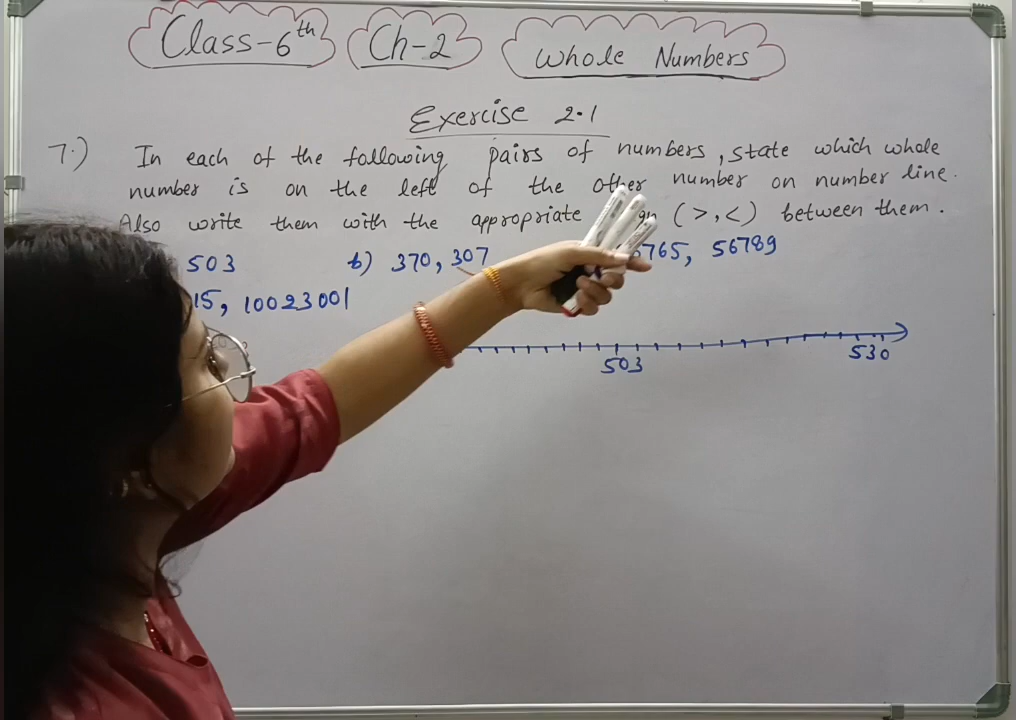 Class-6th Ch-2 Whole Numbers
Exercise 2.1
7.) In each of the following pairs of numbers, state which whole
number is on the left of the other number on number line.
Also write them with the appropriate (>,<) between them.
503 b) 370, 307 765, 56789
15, 10023001
503 530